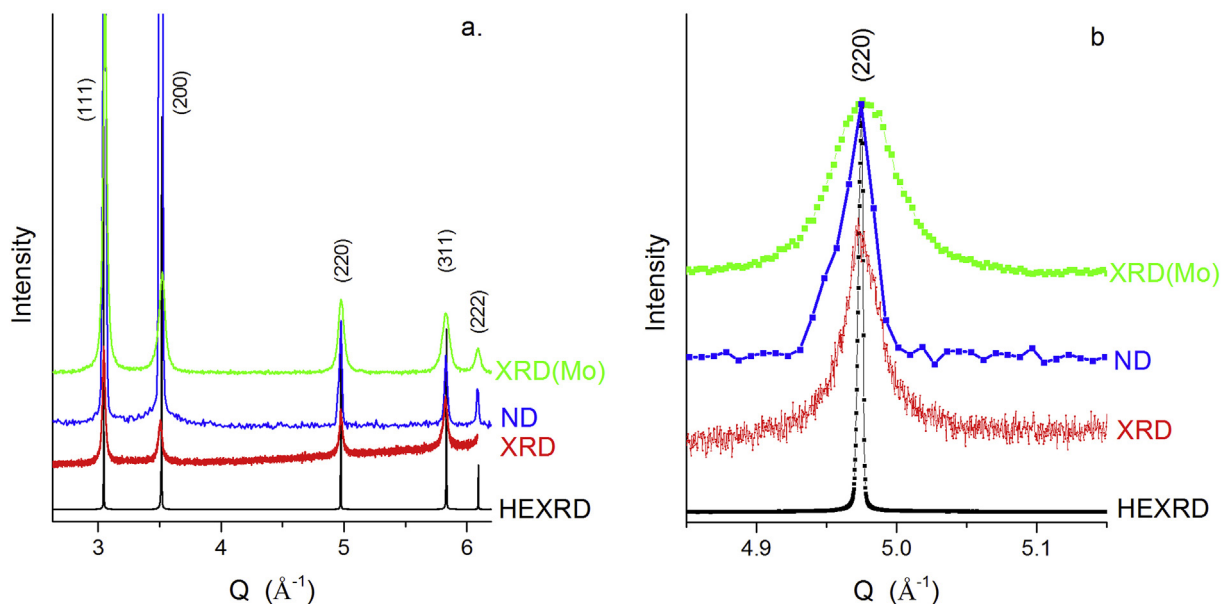 a.
(111)
(200)
(220)
(311)
(222)
Intensity
XRD(Mo)
ND
XRD
HEXRD
3
4
5
6
Q (Å-1)
b
(220)
Intensity
XRD(Mo)
ND
XRD
HEXRD
4.9
5.0
5.1
Q (Å-1)